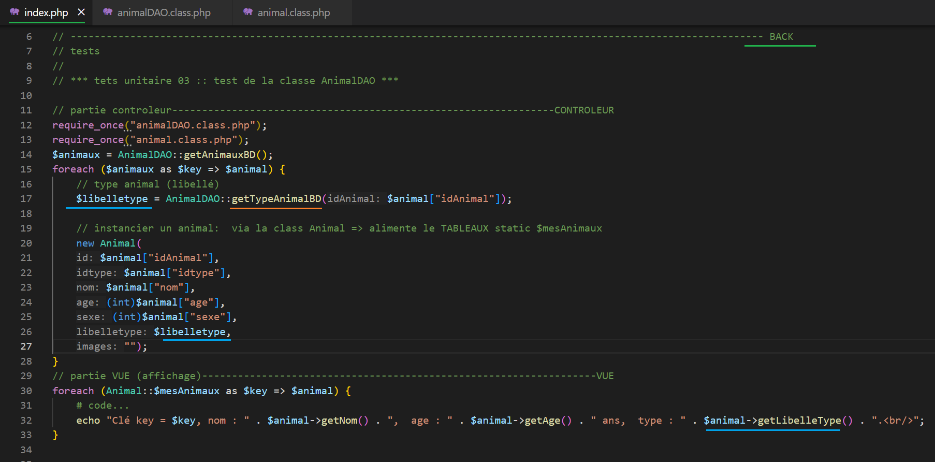 index.php × animalDAO.class.php animal.class.php
6 // --------------------------------------------------------------------------------------------------------------------- BACK
7 // tests
8 //
9 // *** tets unitaire 03 :: test de la classe AnimalDAO ***
10
11 // partie controleur----------------------------------------------------------------CONTROLEUR
12 require_once("animalDAO.class.php");
13 require_once("animal.class.php");
14 $animaux = AnimalDAO::getAnimauxBD();
15 foreach ($animaux as $key => $animal) {
16 // type animal (libellé)
17 $libelletype = AnimalDAO::getTypeAnimalBD(idAnimal: $animal["idAnimal"]);
18
19 // instancier un animal: via la class Animal => alimente le TABLEAUX static $mesAnimaux
20 new Animal(
21 id: $animal["idAnimal"],
22 idtype: $animal["idtype"],
23 nom: $animal["nom"],
24 age: (int)$animal["age"],
25 sexe: (int)$animal["sexe"],
26 libelletype: $libelletype,
27 images: "");
28 }
29 // partie VUE (affichage)------------------------------------------------------------------VUE
30 foreach (Animal::$mesAnimaux as $key => $animal) {
31 # code...
32 echo "Clé key = $key, nom : " . $animal->getNom() . ", age : " . $animal->getAge() . " ans, type : " . $animal->getLibelleType() . ".<br/>";
33 }
34